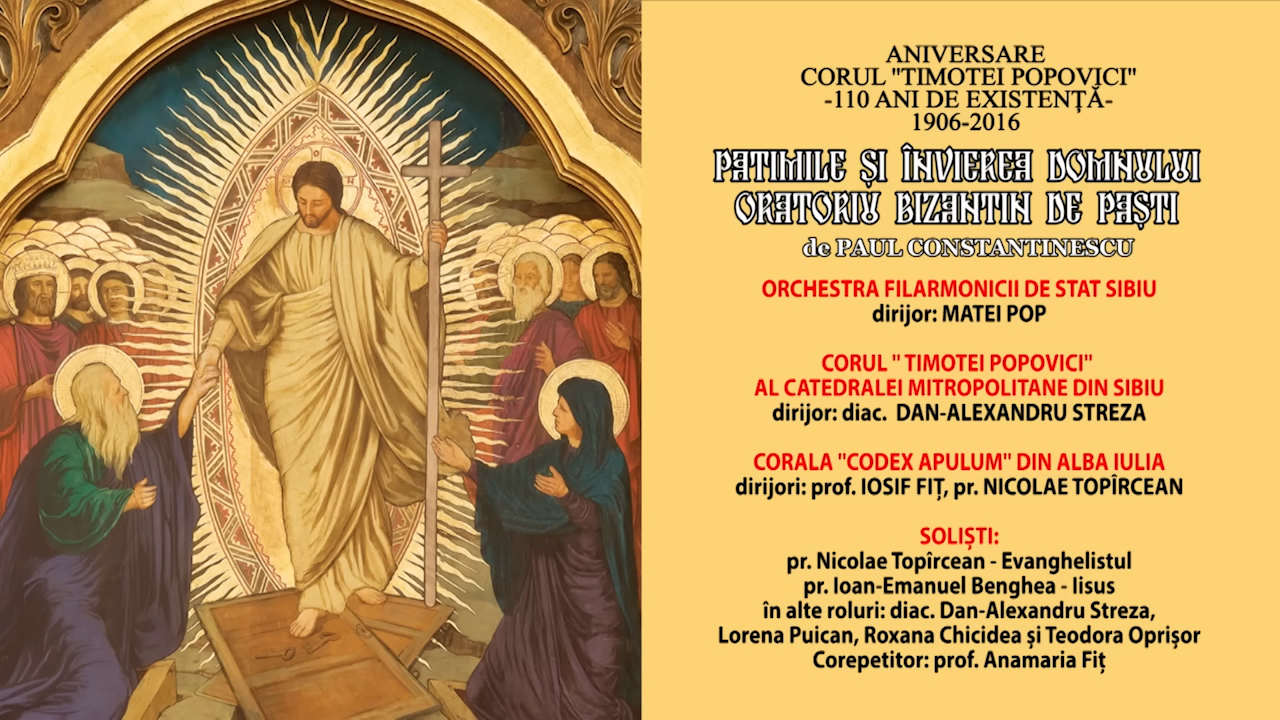 ANIVERSARE
CORUL "TIMOTEI POPOVICI"
-110 ANI DE EXISTENȚĂ-
1906-2016
PATIMILE ȘI ÎNVIEREA DOMNULUI
ORATORIU BIZANTIN DE PAȘTI
de PAUL CONSTANTINESCU
ORCHESTRA FILARMONICII DE STAT SIBIU
dirijor: MATEI POP
CORUL " TIMOTEI POPOVICI"
AL CATEDRALEI MITROPOLITANE DIN SIBIU
dirijor: diac. DAN-ALEXANDRU STREZA
CORALA "CODEX APULUM" DIN ALBA IULIA
dirijori: prof. IOSIF FIȚ, pr. NICOLAE TOPÎRCEAN
SOLIȘTI:
pr. Nicolae Topîrcean - Evanghelistul
pr. Ioan-Emanuel Benghea - Iisus
în alte roluri: diac. Dan-Alexandru Streza,
Lorena Puican, Roxana Chicidea și Teodora Oprișor
Corepetitor: prof. Anamaria Fiț